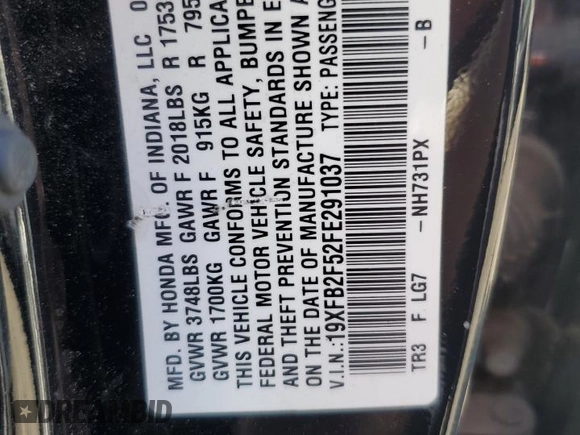 MFD. BY HONDA MFG. OF INDIANA, LLC 0
GVWR 3748LBS GAWR F 2018LBS R 1753
GVWR 1700KG GAWR F 915KG R 795
THIS VEHICLE CONFORMS TO ALL APPLICA
FEDERAL MOTOR VEHICLE SAFETY, BUMPE
AND THEFT PREVENTION STANDARDS IN E
ON THE DATE OF MANUFACTURE SHOWN A
V.I.N.:19XFB2F52FE291037 TYPE: PASSENG
TR3 F LG7 -NH731PX -B
DREAMBID